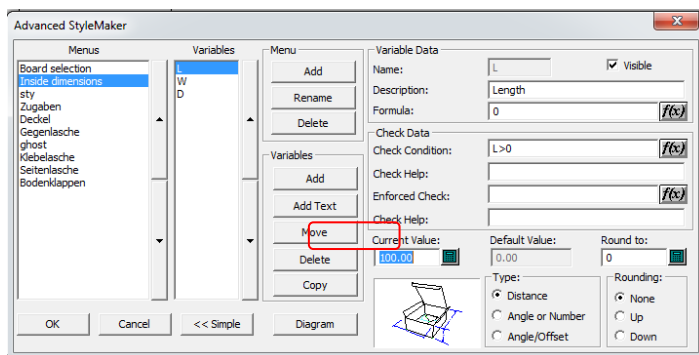 Advanced StyleMaker
Menus
Board selection
Inside dimensions
sty
Zugaben
Deckel
Gegenlasche
ghost
Klebelasche
Seitenlasche
Bodenklappen
Variables
L
W
D
Menu
Add
Rename
Delete
Variables
Add
Add Text
Move
Delete
Copy
Variable Data
Name: L Visible
Description: Length
Formula: 0 f(x)
Check Data
Check Condition: L>0 f(x)
Check Help:
Enforced Check: f(x)
Check Help:
Current Value: Default Value: Round to:
100.00 0.00 0
Type:
Distance
Angle or Number
Angle/Offset
Rounding:
None
Up
Down
OK Cancel << Simple Diagram